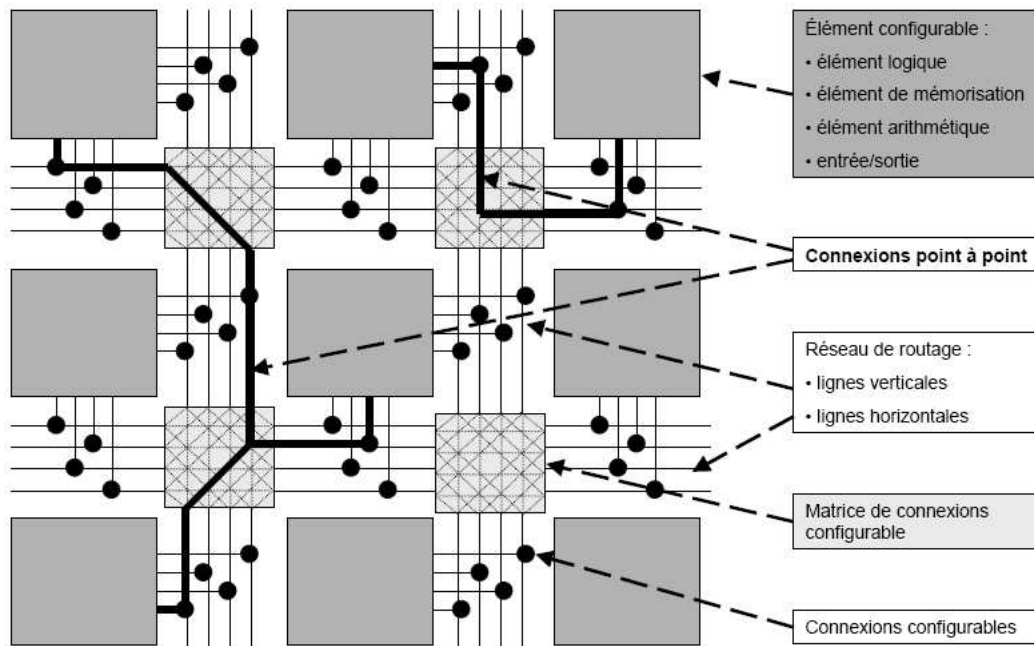 Élément configurable :
• élément logique
• élément de mémorisation
• élément arithmétique
• entrée/sortie
Connexions point à point
Réseau de routage :
• lignes verticales
• lignes horizontales
Matrice de connexions
configurable
Connexions configurables